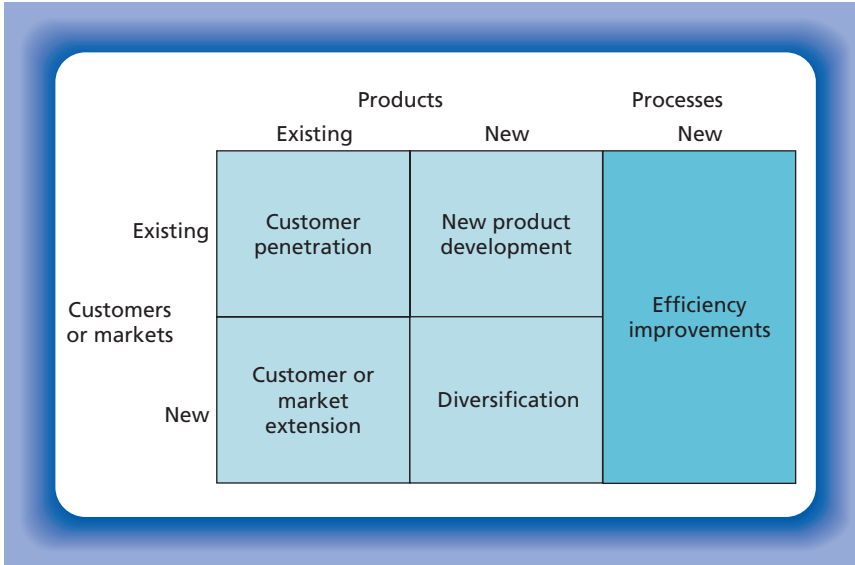 Products Processes
Existing New New
Existing
Customer
penetration
New product
development
Customers
or markets
Efficiency
improvements
New
Customer or
market
extension
Diversification